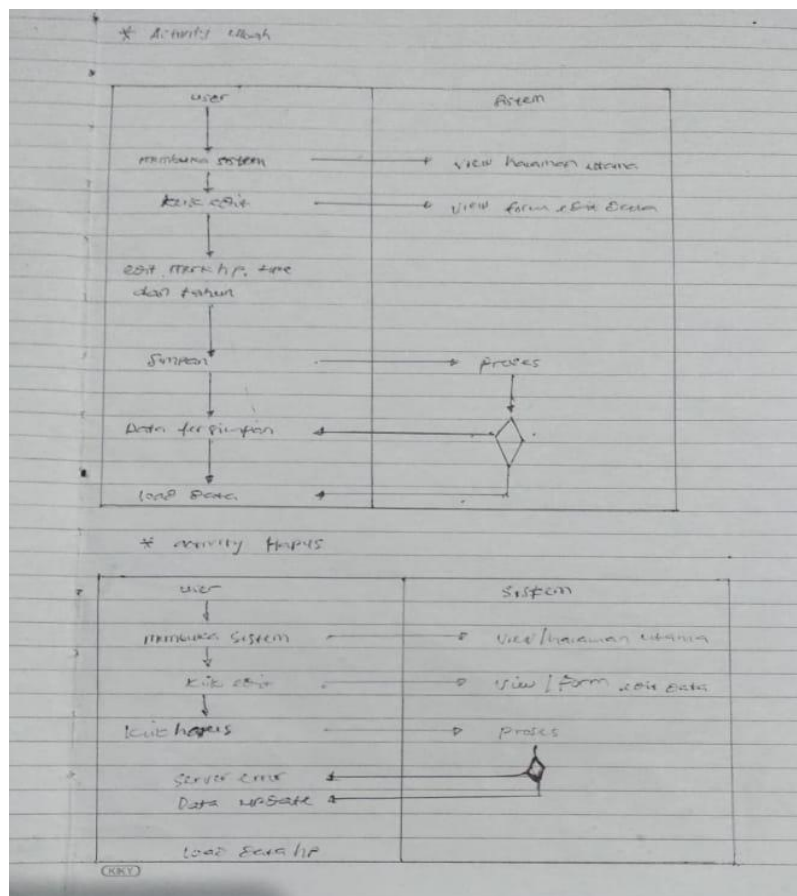 * Activity Ubah
user
Sistem
membuka sistem
view halaman utama
klik edit
view form edit Data
edit, merk hp, tipe
dan tahun
Simpan
proses
Data tersimpan
load Data
* activity Hapus
user
Sistem
membuka Sistem
view/halaman utama
klik edit
view/form edit Data
klik hapus
proses
Server error
Data update
load Data hp
KKY